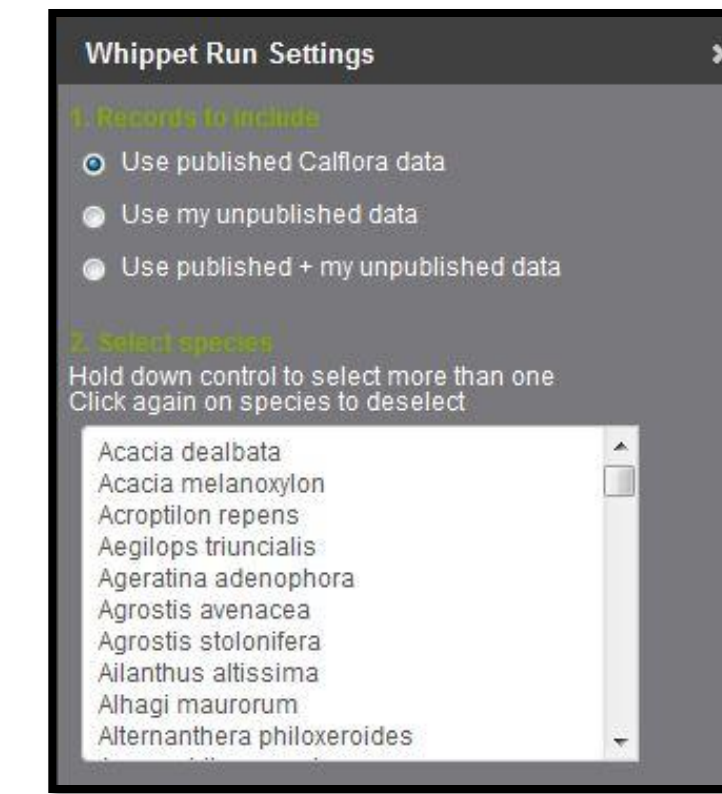 Whippet Run Settings
1. Records to include
Use published Calflora data
Use my unpublished data
Use published + my unpublished data
2. Select species
Hold down control to select more than one
Click again on species to deselect
Acacia dealbata
Acacia melanoxylon
Acroptilon repens
Aegilops triuncialis
Ageratina adenophora
Agrostis avenacea
Agrostis stolonifera
Ailanthus altissima
Alhagi maurorum
Alternanthera philoxeroides